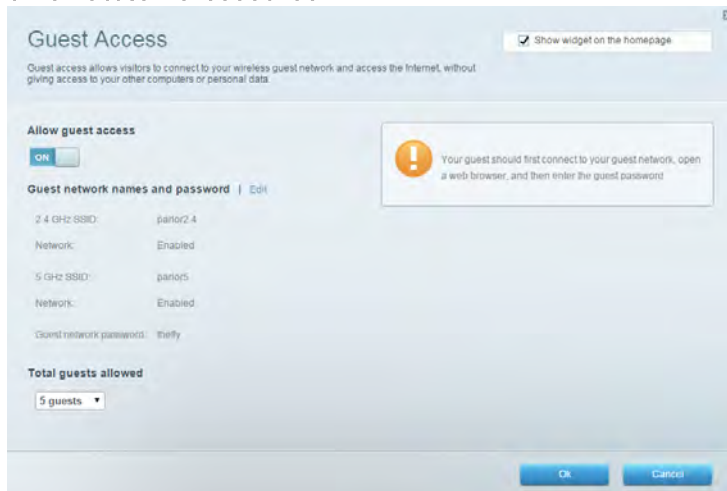 Guest Access
Show widget on the homepage
Guest access allows visitors to connect to your wireless guest network and access the Internet, without
giving access to your other computers or personal data
Allow guest access
ON
Your guest should first connect to your guest network, open
a web browser, and then enter the guest password
Guest network names and password | Edit
2.4 GHz SSID: parlor2.4
Network: Enabled
5 GHz SSID: parlor5
Network: Enabled
Guest network password:
Total guests allowed
5 guests
Ok Cancel